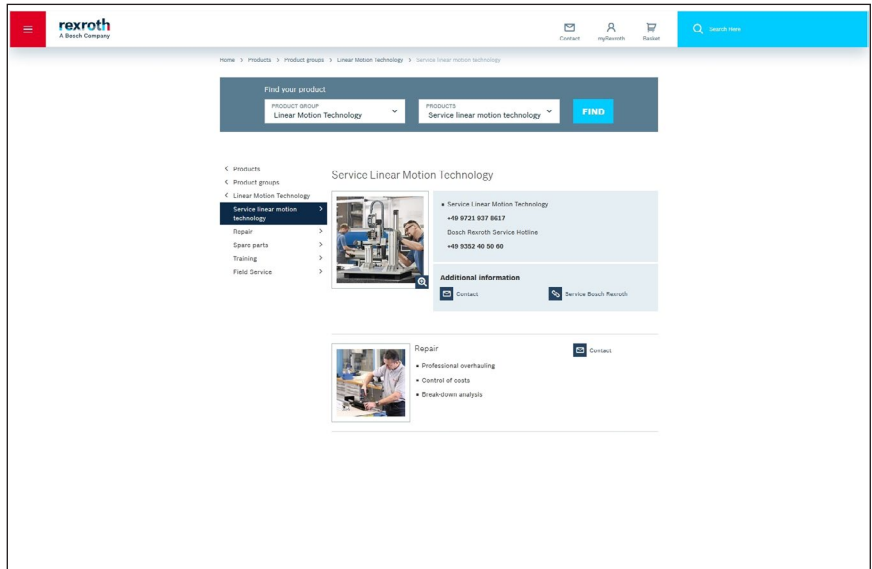 rexroth
A Bosch Company
Contact
myRexroth
Basket
Search Here
Home > Products > Product groups > Linear Motion Technology > Service linear motion technology
Find your product
PRODUCT GROUP
Linear Motion Technology
PRODUCTS
Service linear motion technology
FIND
Products
Product groups
Linear Motion Technology
Service linear motion
technology
Repair
Spare parts
Training
Field Service
Service Linear Motion Technology
Service Linear Motion Technology
+49 9721 937 8617
Bosch Rexroth Service Hotline
+49 9352 40 50 60
Additional information
Contact
Service Bosch Rexroth
Repair
Professional overhauling
Control of costs
Break-down analysis
Contact